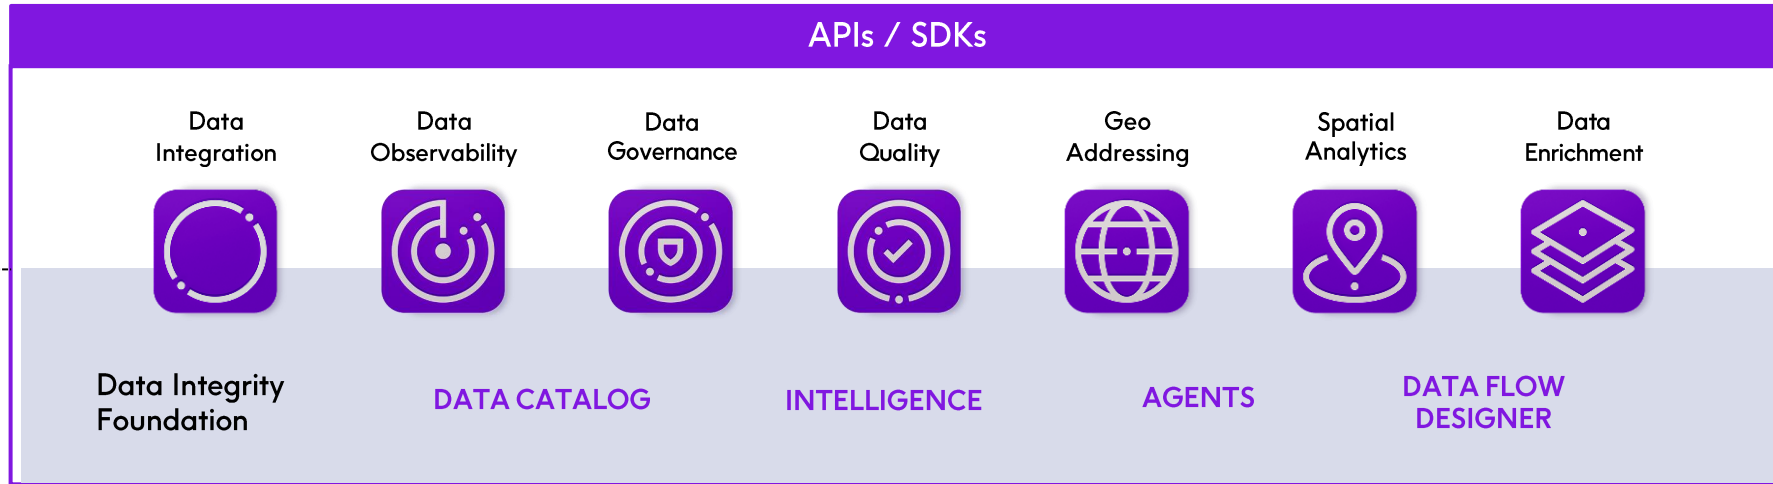 APIs / SDKs
Data
Integration
Data
Observability
Data
Governance
Data
Quality
Geo
Addressing
Spatial
Analytics
Data
Enrichment
Data Integrity
Foundation
DATA CATALOG
INTELLIGENCE
AGENTS
DATA FLOW
DESIGNER